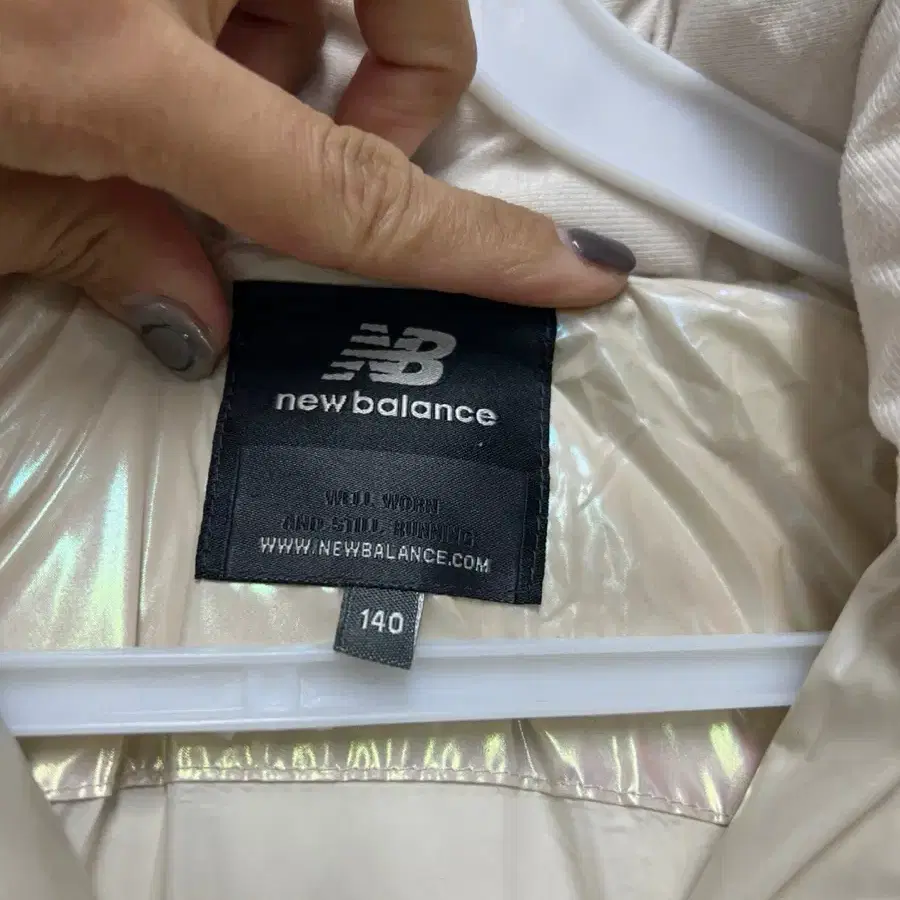 NB
new balance
WELL WORN
AND STILL RUNNING
WWW.NEWBALANCE.COM
140